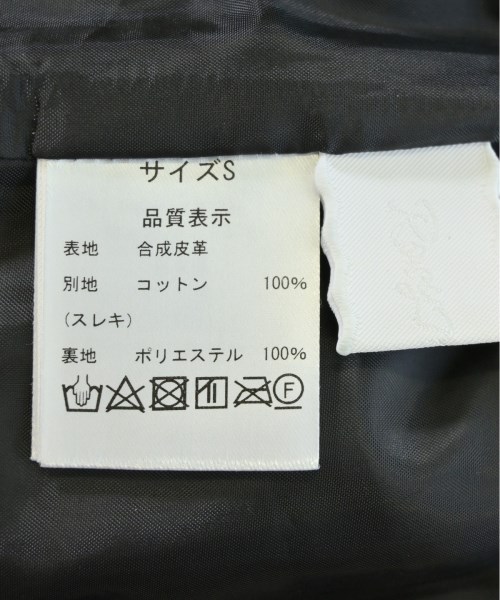 サイズS
品質表示
表地 合成皮革
別地 コットン 100%
(スレキ)
裏地 ポリエステル 100%
F